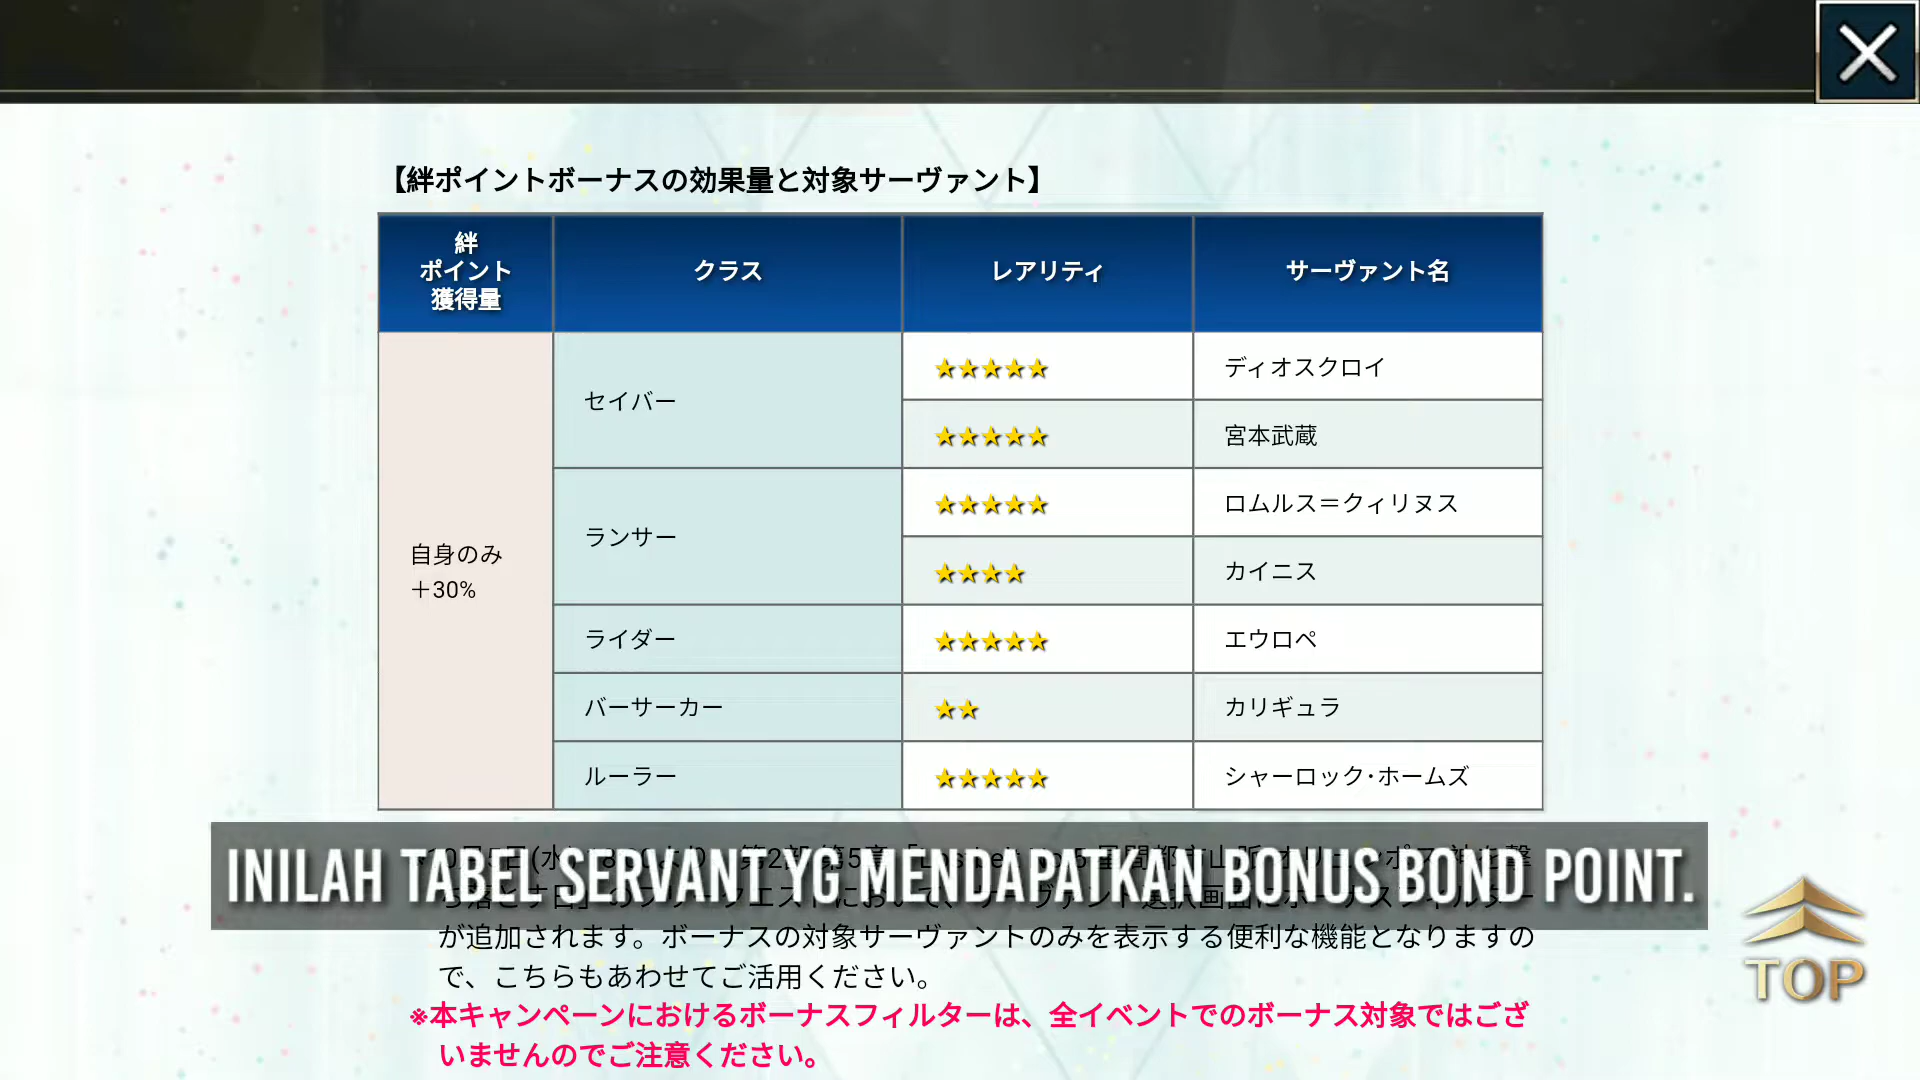 【絆ポイントボーナスの効果量と対象サーヴァント】
絆
ポイント
獲得量
クラス
レアリティ
サーヴァント名
自身のみ
＋30%
セイバー
★★★★★
ディオスクロイ
★★★★★
宮本武蔵
ランサー
★★★★★
ロムルス＝クィリヌス
★★★★
カイニス
ライダー
★★★★★
エウロペ
バーサーカー
★★
カリギュラ
ルーラー
★★★★★
シャーロック･ホームズ
INILAH TABEL SERVANT YG MENDAPATKAN BONUS BOND POINT.
が追加されます。ボーナスの対象サーヴァントのみを表示する便利な機能となりますの
で、こちらもあわせてご活用ください。
※本キャンペーンにおけるボーナスフィルターは、全イベントでのボーナス対象ではござ
いませんのでご注意ください。
TOP